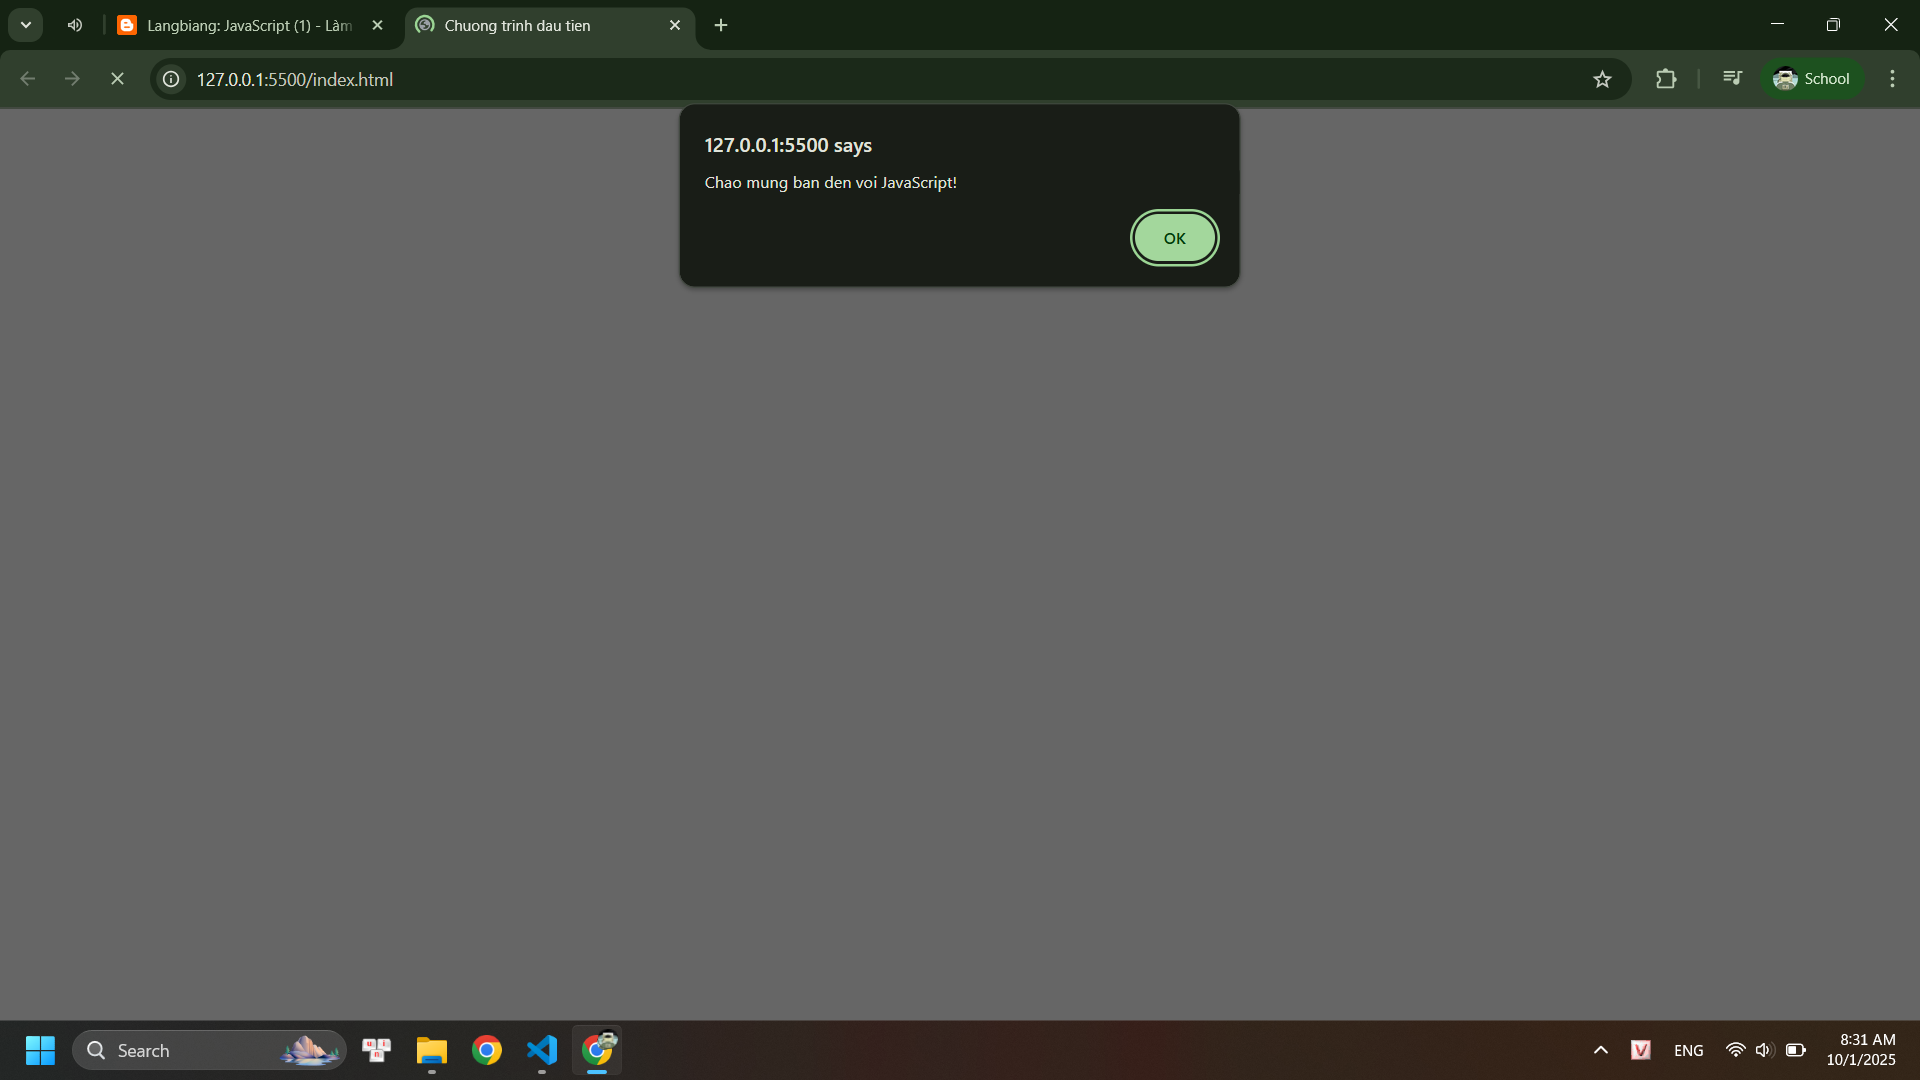 Langbiang: JavaScript (1) - Làm
Chuong trinh dau tien
127.0.0.1:5500/index.html
School
127.0.0.1:5500 says
Chao mung ban den voi JavaScript!
OK
Search
ENG
8:31 AM
10/1/2025